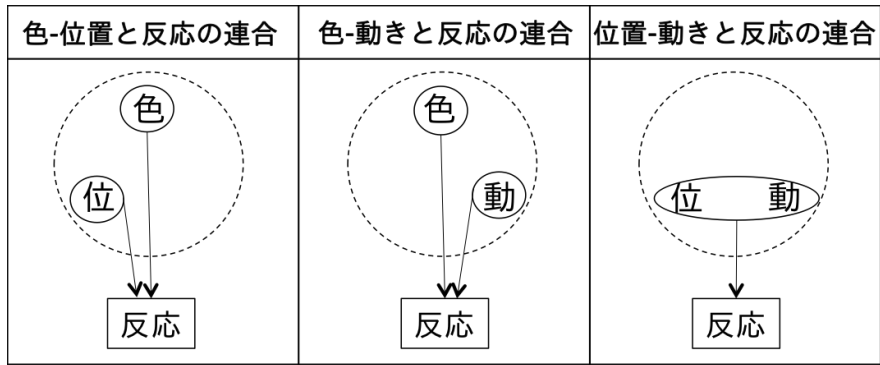 色-位置と反応の連合
色-動きと反応の連合
位置-動きと反応の連合
色
位
反応
色
動
反応
位 動
反応